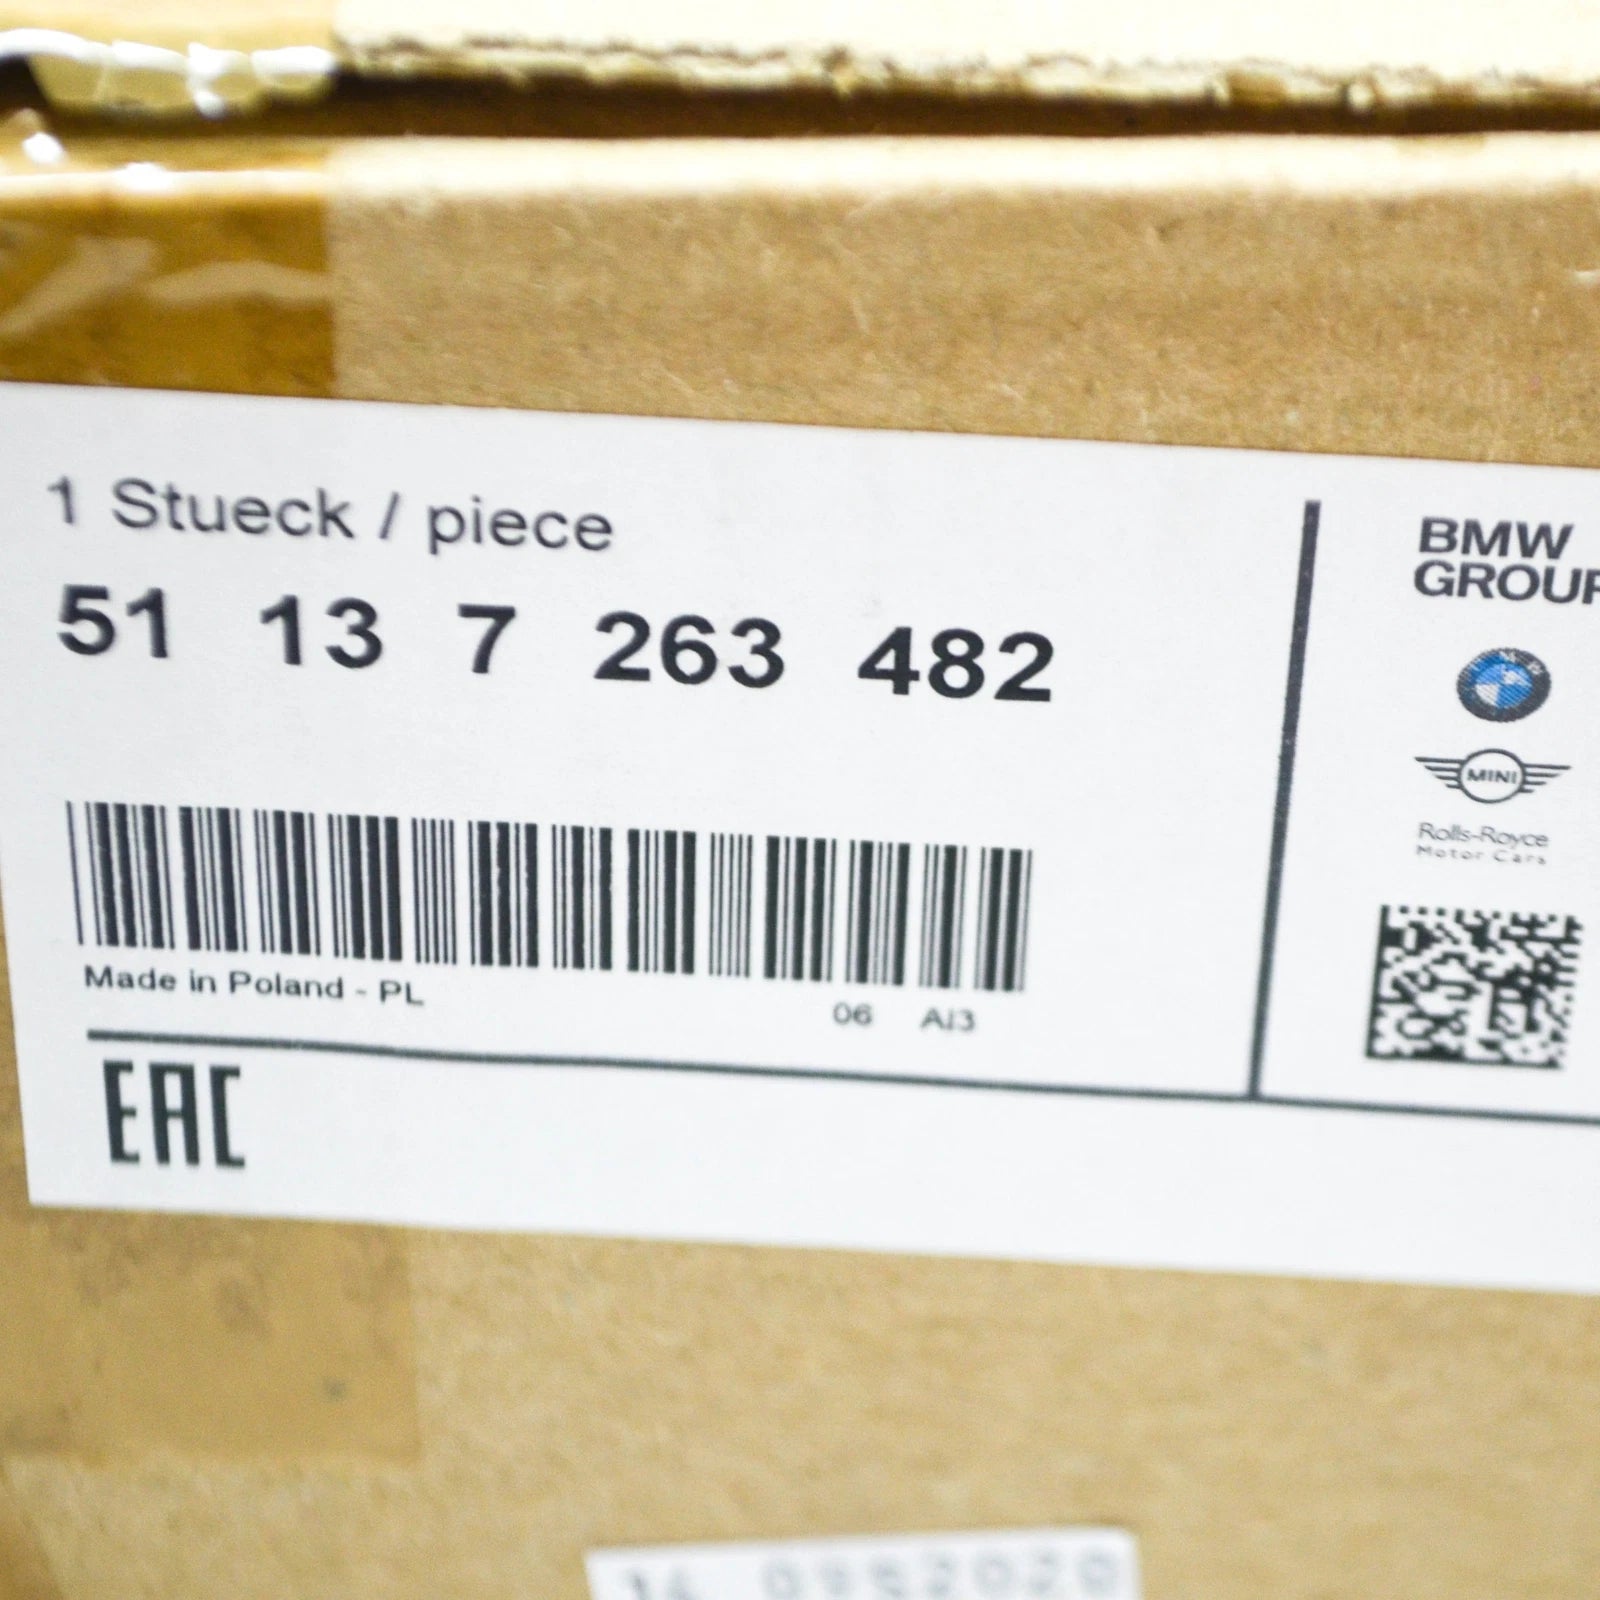 1 Stueck / piece
51 13 7 263 482
Made in Poland - PL
06 AI3
EAC
BMW
GROUP
MINI
Rolls-Royce
Motor Cars